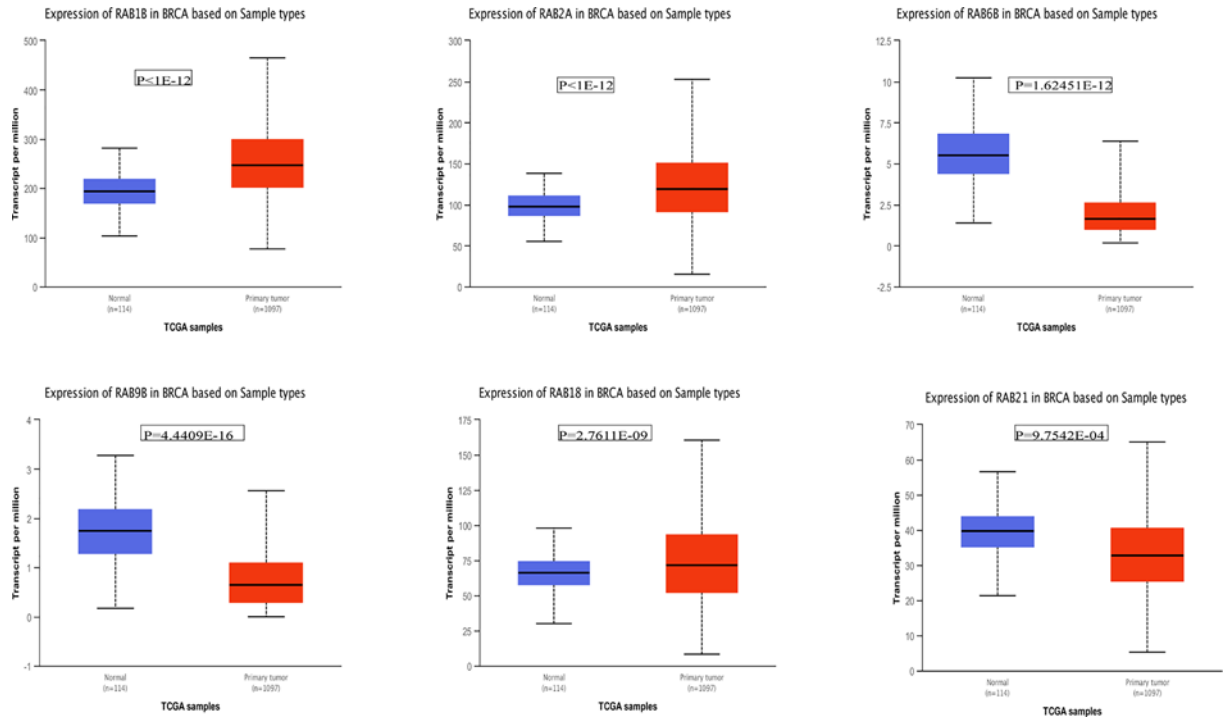 Expression of RAB1B in BRCA based on Sample types
P<1E-12
Transcript per million
500
400
300
200
100
0
Normal
(n=114)
Primary tumor
(n=1097)
TCGA samples
Expression of RAB2A in BRCA based on Sample types
P<1E-12
Transcript per million
300
250
200
150
100
50
0
Normal
(n=114)
Primary tumor
(n=1097)
TCGA samples
Expression of RAB6B in BRCA based on Sample types
P=1.62451E-12
Transcript per million
12.5
10
7.5
5
2.5
0
-2.5
Normal
(n=114)
Primary tumor
(n=1097)
TCGA samples
Expression of RAB9B in BRCA based on Sample types
P=4.4409E-16
Transcript per million
4
3
2
1
0
-1
Normal
(n=114)
Primary tumor
(n=1097)
TCGA samples
Expression of RAB18 in BRCA based on Sample types
P=2.7611E-09
Transcript per million
175
150
125
100
75
50
25
0
Normal
(n=114)
Primary tumor
(n=1097)
TCGA samples
Expression of RAB21 in BRCA based on Sample types
P=9.7542E-04
Transcript per million
70
60
50
40
30
20
10
0
Normal
(n=114)
Primary tumor
(n=1097)
TCGA samples